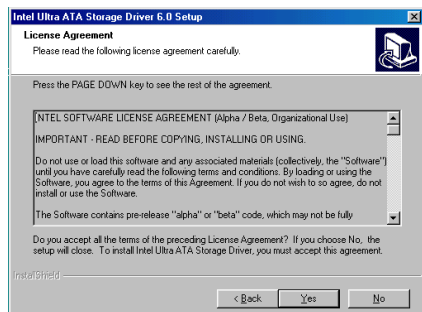 Intel Ultra ATA Storage Driver 6.0 Setup
License Agreement
Please read the following license agreement carefully.
Press the PAGE DOWN key to see the rest of the agreement.
INTEL SOFTWARE LICENSE AGREEMENT (Alpha / Beta, Organizational Use)
IMPORTANT - READ BEFORE COPYING, INSTALLING OR USING.
Do not use or load this software and any associated materials (collectively, the "Software")
until you have carefully read the following terms and conditions. By loading or using the
Software, you agree to the terms of this Agreement. If you do not wish to so agree, do not
install or use the Software.
The Software contains pre-release "alpha" or "beta" code, which may not be fully
Do you accept all the terms of the preceding License Agreement? If you choose No, the
setup will close. To install Intel Ultra ATA Storage Driver, you must accept this agreement.
InstallShield
< Back Yes No